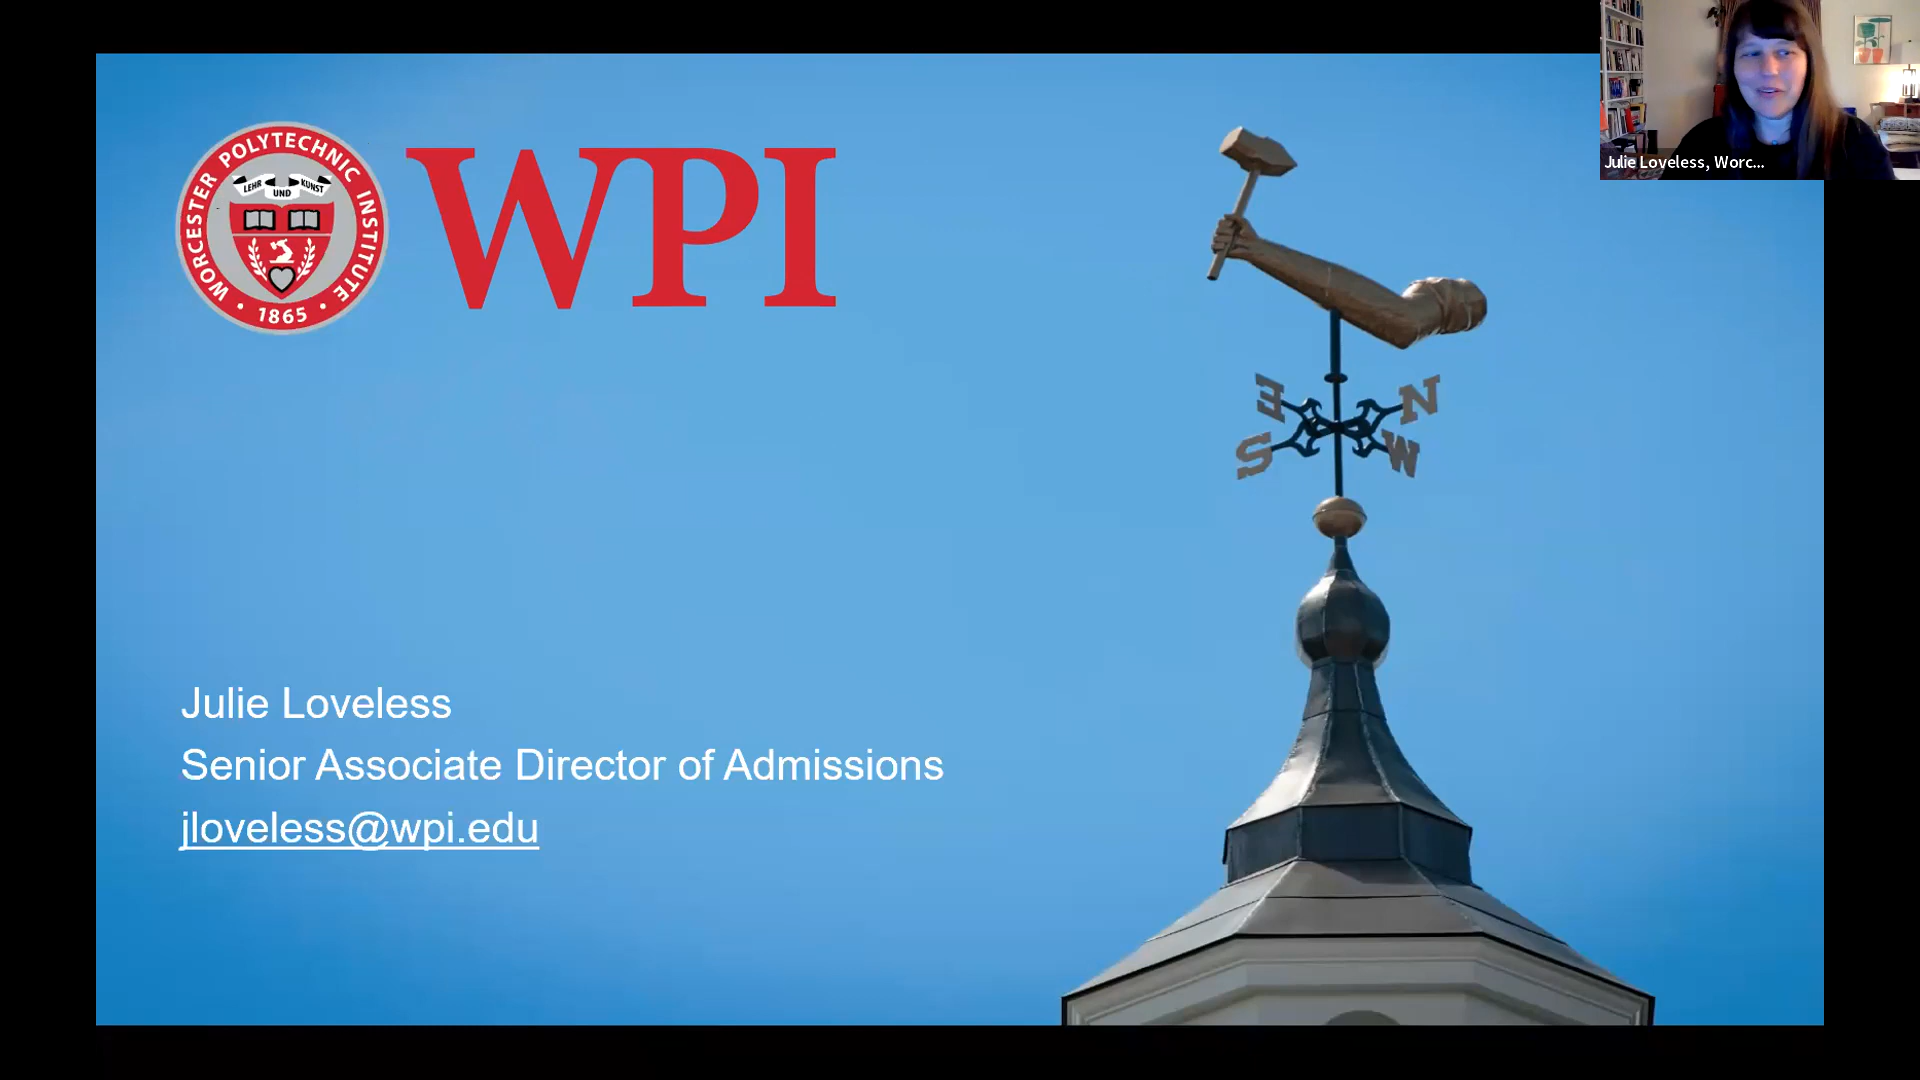 WORCESTER POLYTECHNIC INSTITUTE
LEHR UND KUNST
• 1865 •
WPI
E N
S W
Julie Loveless
Senior Associate Director of Admissions
jloveless@wpi.edu
Julie Loveless, Worc...